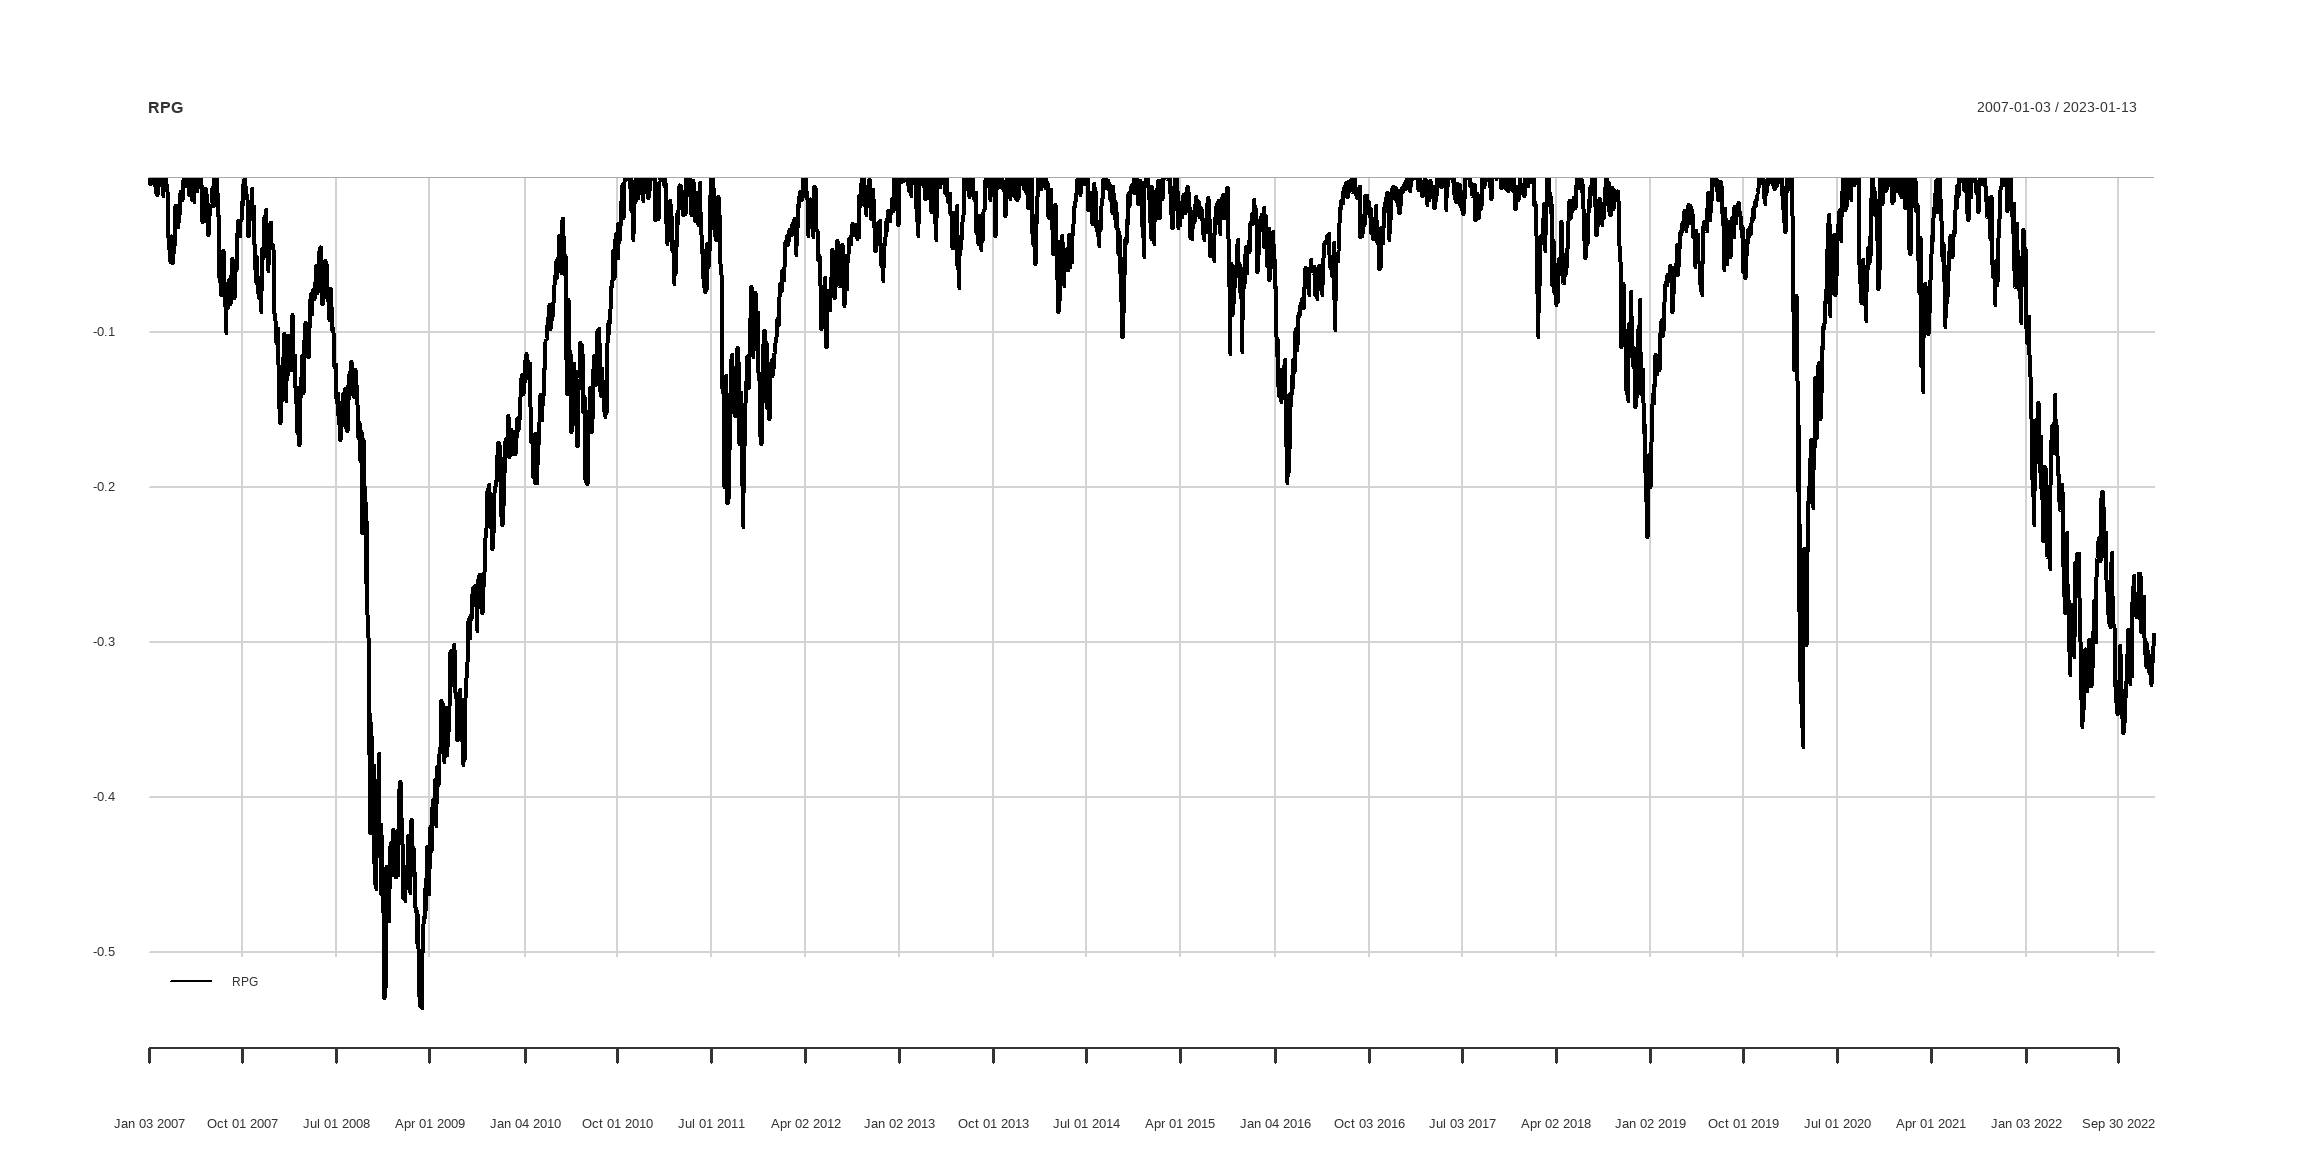 RPG
2007-01-03 / 2023-01-13
-0.1
-0.2
-0.3
-0.4
-0.5
RPG
Jan 03 2007 Oct 01 2007 Jul 01 2008 Apr 01 2009 Jan 04 2010 Oct 01 2010 Jul 01 2011 Apr 02 2012 Jan 02 2013 Oct 01 2013 Jul 01 2014 Apr 01 2015 Jan 04 2016 Oct 03 2016 Jul 03 2017 Apr 02 2018 Jan 02 2019 Oct 01 2019 Jul 01 2020 Apr 01 2021 Jan 03 2022 Sep 30 2022